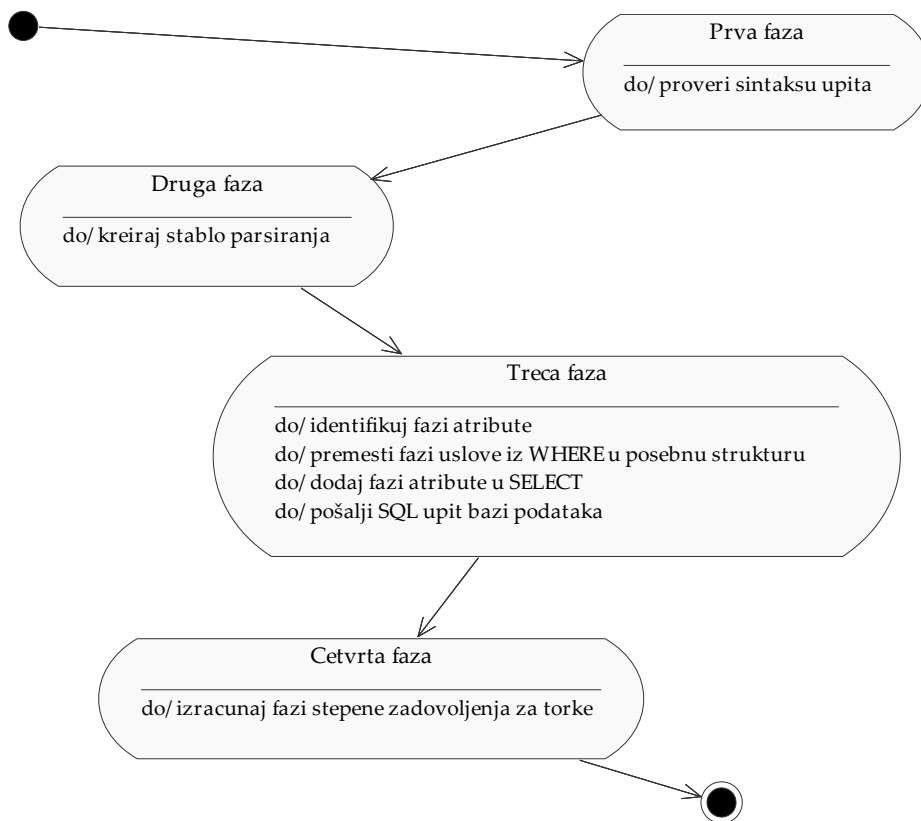 Prva faza
do/ proveri sintaksu upita
Druga faza
do/ kreiraj stablo parsiranja
Treca faza
do/ identifikuj fazi atribute
do/ premesti fazi uslove iz WHERE u posebnu strukturu
do/ dodaj fazi atribute u SELECT
do/ pošalji SQL upit bazi podataka
Cetvrta faza
do/ izracunaj fazi stepene zadovoljenja za torke